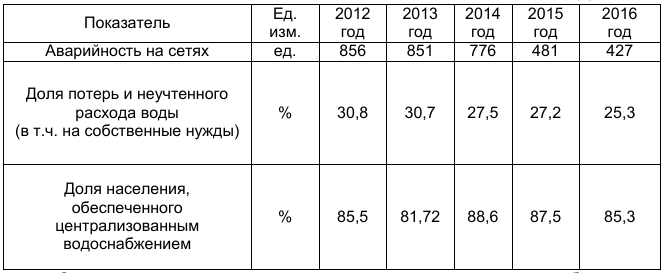 Показатель Ед. изм. 2012 год 2013 год 2014 год 2015 год 2016 год
Аварийность на сетях ед. 856 851 776 481 427
Доля потерь и неучтенного
расхода воды
(в т.ч. на собственные нужды) % 30,8 30,7 27,5 27,2 25,3
Доля населения,
обеспеченного
централизованным
водоснабжением % 85,5 81,72 88,6 87,5 85,3